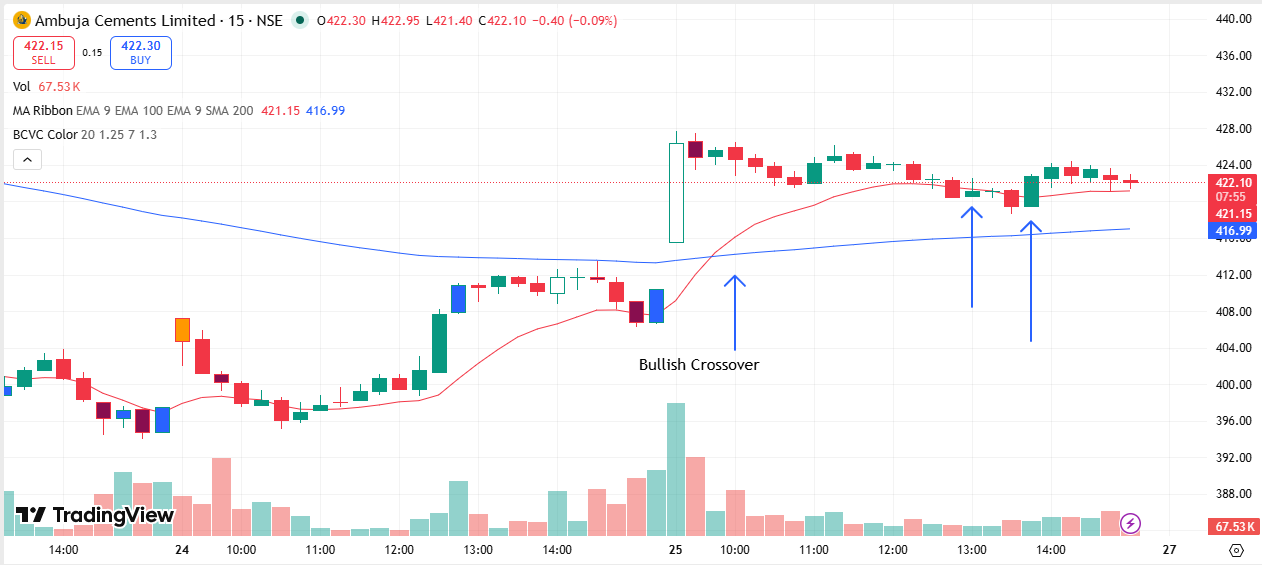 Ambuja Cements Limited · 15 · NSE O422.30 H422.95 L421.40 C422.10 −0.40 (−0.09%)
422.15 SELL 0.15 422.30 BUY
Vol 67.53 K
MA Ribbon EMA 9 EMA 100 EMA 9 SMA 200 421.15 416.99
BCVC Color 20 1.25 7 1.3
440.00
436.00
432.00
428.00
424.00
422.10
07:55
421.15
416.99
416.00
412.00
408.00
404.00
400.00
396.00
392.00
388.00
67.53 K
Bullish Crossover
TradingView
14:00 24 10:00 11:00 12:00 13:00 14:00 25 10:00 11:00 12:00 13:00 14:00 27